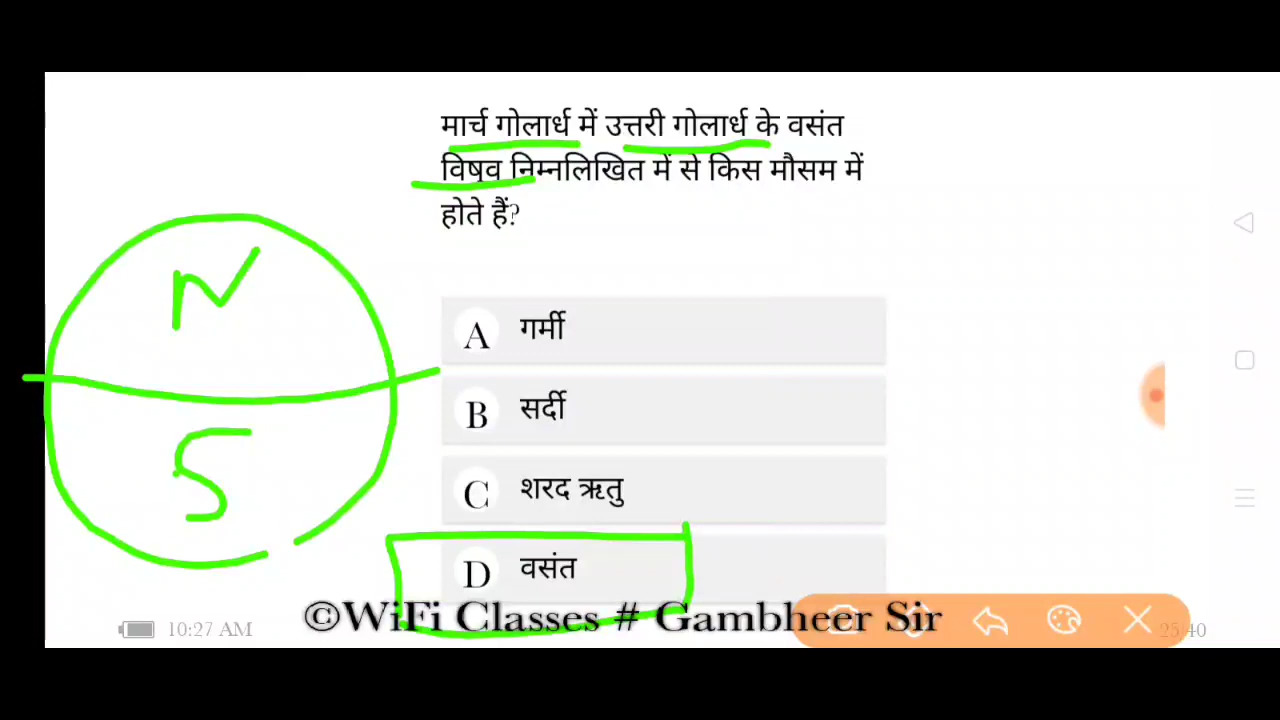 मार्च गोलार्ध में उत्तरी गोलार्ध के वसंत
विषुव निम्नलिखित में से किस मौसम में
होते हैं?
N
S
A गर्मी
B सर्दी
C शरद ऋतु
D वसंत
©WiFi Classes # Gambheer Sir
10:27 AM
25/40